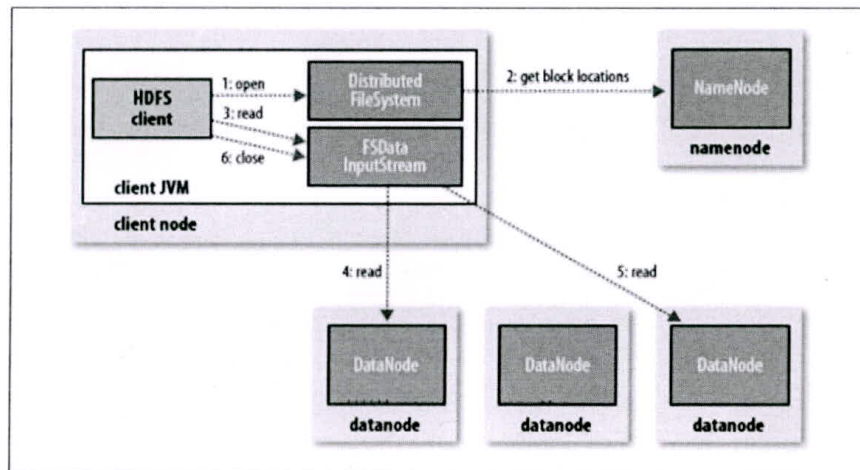 HDFS
client
1: open
3: read
6: close
Distributed
FileSystem
FSData
InputStream
client JVM
client node
2: get block locations
NameNode
namenode
4: read
5: read
DataNode
datanode
DataNode
datanode
DataNode
datanode